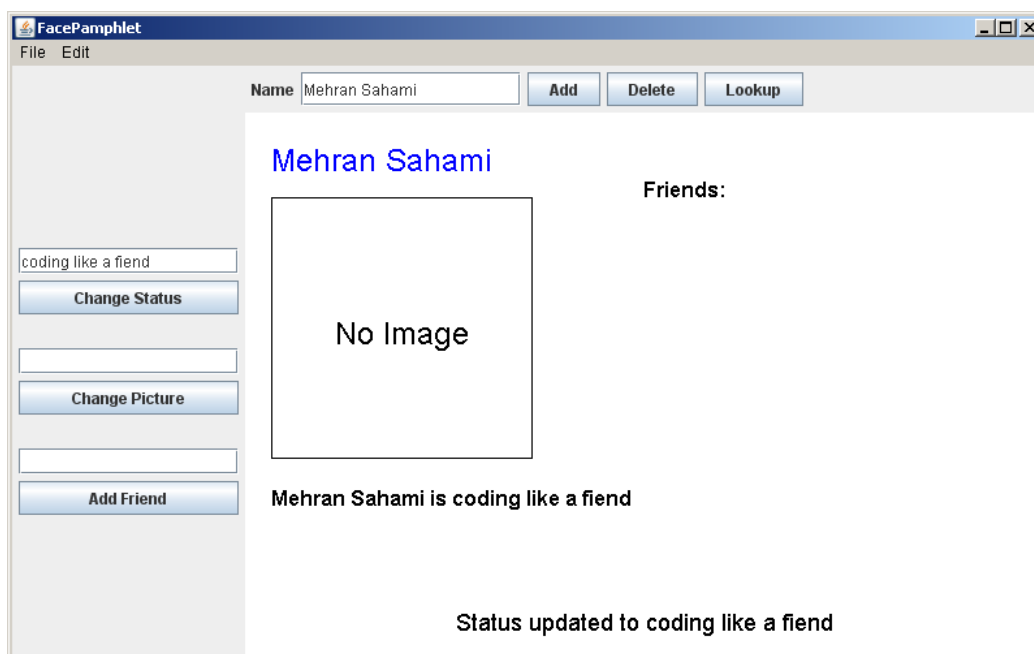 FacePamphlet
File Edit
Name Mehran Sahami Add Delete Lookup
Mehran Sahami
Friends:
coding like a fiend
Change Status
No Image
Change Picture
Add Friend
Mehran Sahami is coding like a fiend
Status updated to coding like a fiend